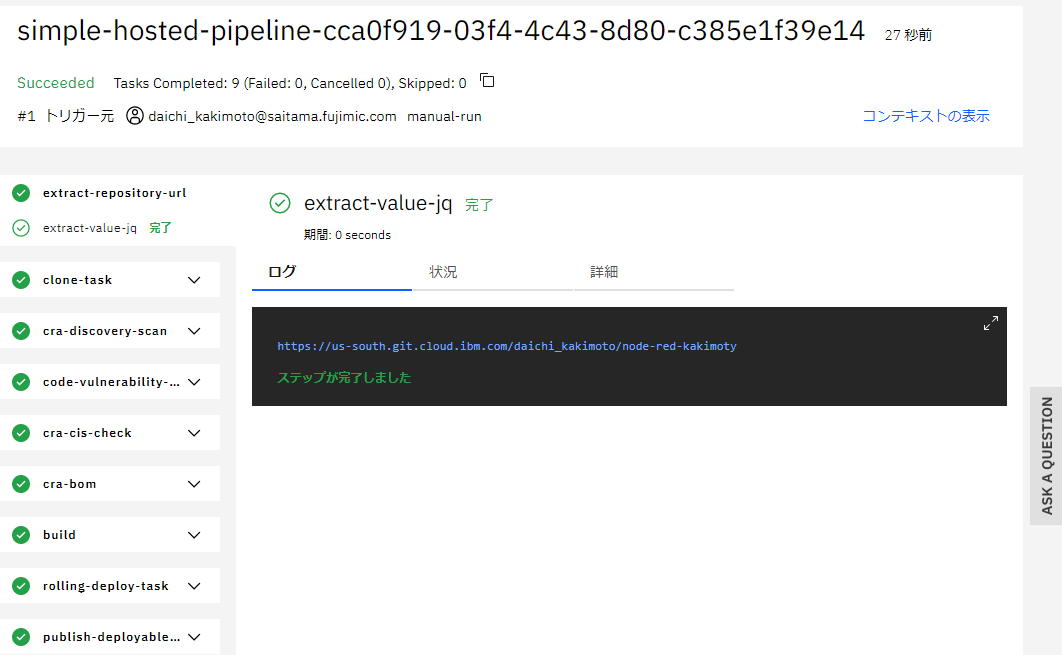 simple-hosted-pipeline-cca0f919-03f4-4c43-8d80-c385e1f39e14 27 秒前
Succeeded Tasks Completed: 9 (Failed: 0, Cancelled 0), Skipped: 0
#1 トリガー元 daichi_kakimoto@saitama.fujimic.com manual-run コンテキストの表示
extract-repository-url
extract-value-jq 完了
clone-task
cra-discovery-scan
code-vulnerability-...
cra-cis-check
cra-bom
build
rolling-deploy-task
publish-deployable...
extract-value-jq 完了
期間: 0 seconds
ログ 状況 詳細
https://us-south.git.cloud.ibm.com/daichi_kakimoto/node-red-kakimoty
ステップが完了しました
ASK A QUESTION